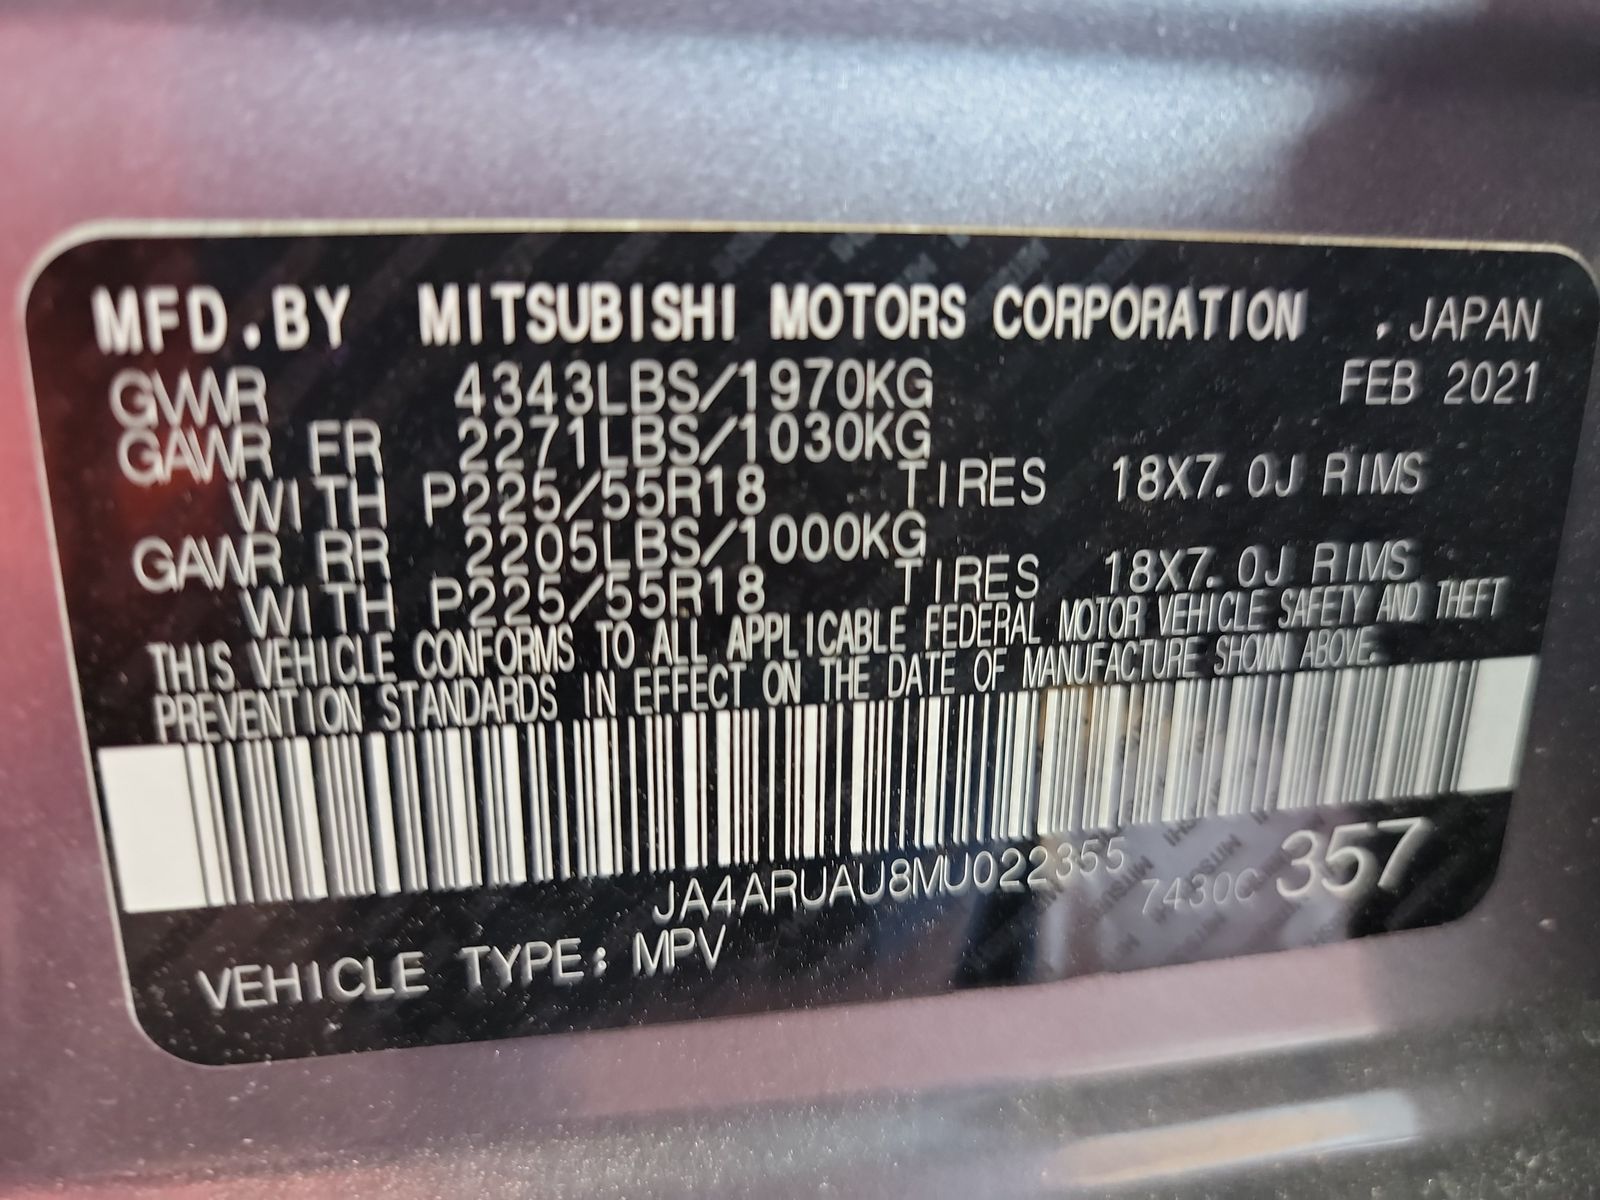 MFD.BY MITSUBISHI MOTORS CORPORATION , JAPAN
GVWR 4343LBS/1970KG FEB 2021
GAWR FR 2271LBS/1030KG
WITH P225/55R18 TIRES 18X7.0J RIMS
GAWR RR 2205LBS/1000KG
WITH P225/55R18 TIRES 18X7.0J RIMS
THIS VEHICLE CONFORMS TO ALL APPLICABLE FEDERAL MOTOR VEHICLE SAFETY AND THEFT
PREVENTION STANDARDS IN EFFECT ON THE DATE OF MANUFACTURE SHOWN ABOVE.
JA4ARUAU8MU022355 7430C 357
VEHICLE TYPE: MPV